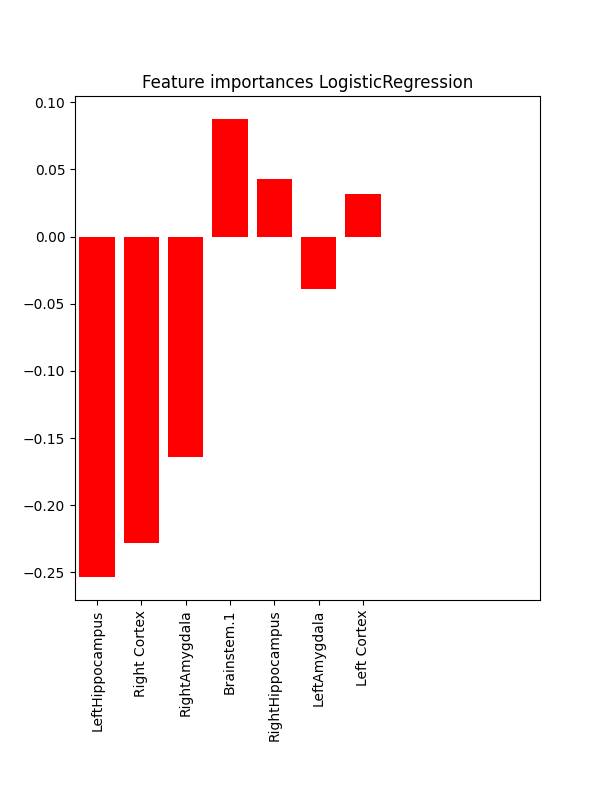 Feature importances LogisticRegression
0.10
0.05
0.00
−0.05
−0.10
−0.15
−0.20
−0.25
LeftHippocampus
Right Cortex
RightAmygdala
Brainstem.1
RightHippocampus
LeftAmygdala
Left Cortex